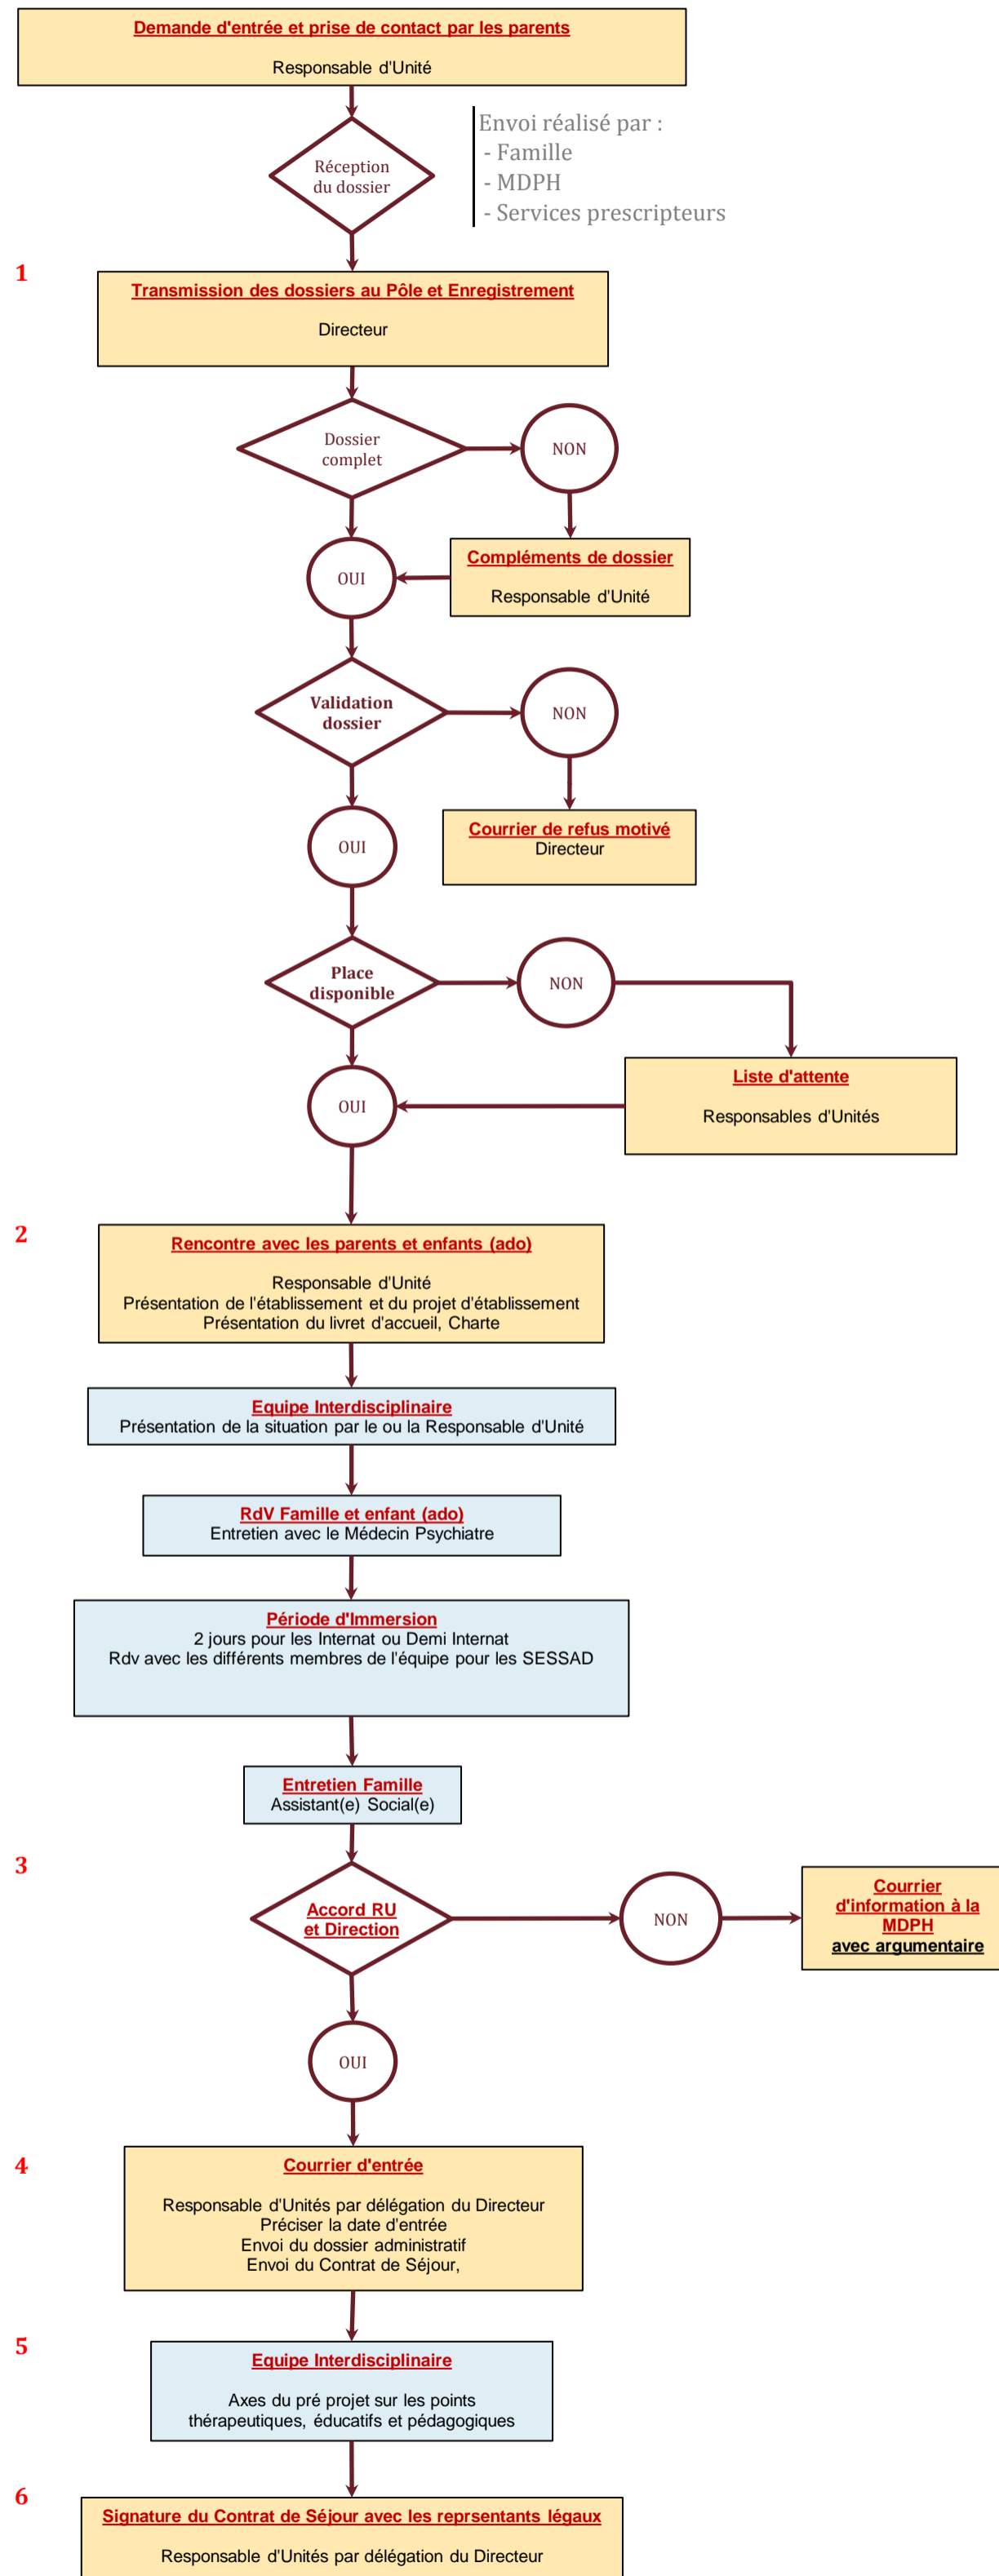 Demande d'entrée et prise de contact par les parents
Responsable d'Unité
Réception
du dossier
Envoi réalisé par :
- Famille
- MDPH
- Services prescripteurs
1
Transmission des dossiers au Pôle et Enregistrement
Directeur
Dossier
complet
NON
OUI
Compléments de dossier
Responsable d'Unité
Validation
dossier
NON
OUI
Courrier de refus motivé
Directeur
Place
disponible
NON
Liste d'attente
Responsables d'Unités
OUI
2
Rencontre avec les parents et enfants (ado)
Responsable d'Unité
Présentation de l'établissement et du projet d'établissement
Présentation du livret d'accueil, Charte
Equipe Interdisciplinaire
Présentation de la situation par le ou la Responsable d'Unité
RdV Famille et enfant (ado)
Entretien avec le Médecin Psychiatre
Période d'Immersion
2 jours pour les Internat ou Demi Internat
Rdv avec les différents membres de l'équipe pour les SESSAD
Entretien Famille
Assistant(e) Social(e)
3
Accord RU
et Direction
NON
Courrier
d'information à la
MDPH
avec argumentaire
OUI
4
Courrier d'entrée
Responsable d'Unités par délégation du Directeur
Préciser la date d'entrée
Envoi du dossier administratif
Envoi du Contrat de Séjour,
5
Equipe Interdisciplinaire
Axes du pré projet sur les points
thérapeutiques, éducatifs et pédagogiques
6
Signature du Contrat de Séjour avec les reprsentants légaux
Responsable d'Unités par délégation du Directeur